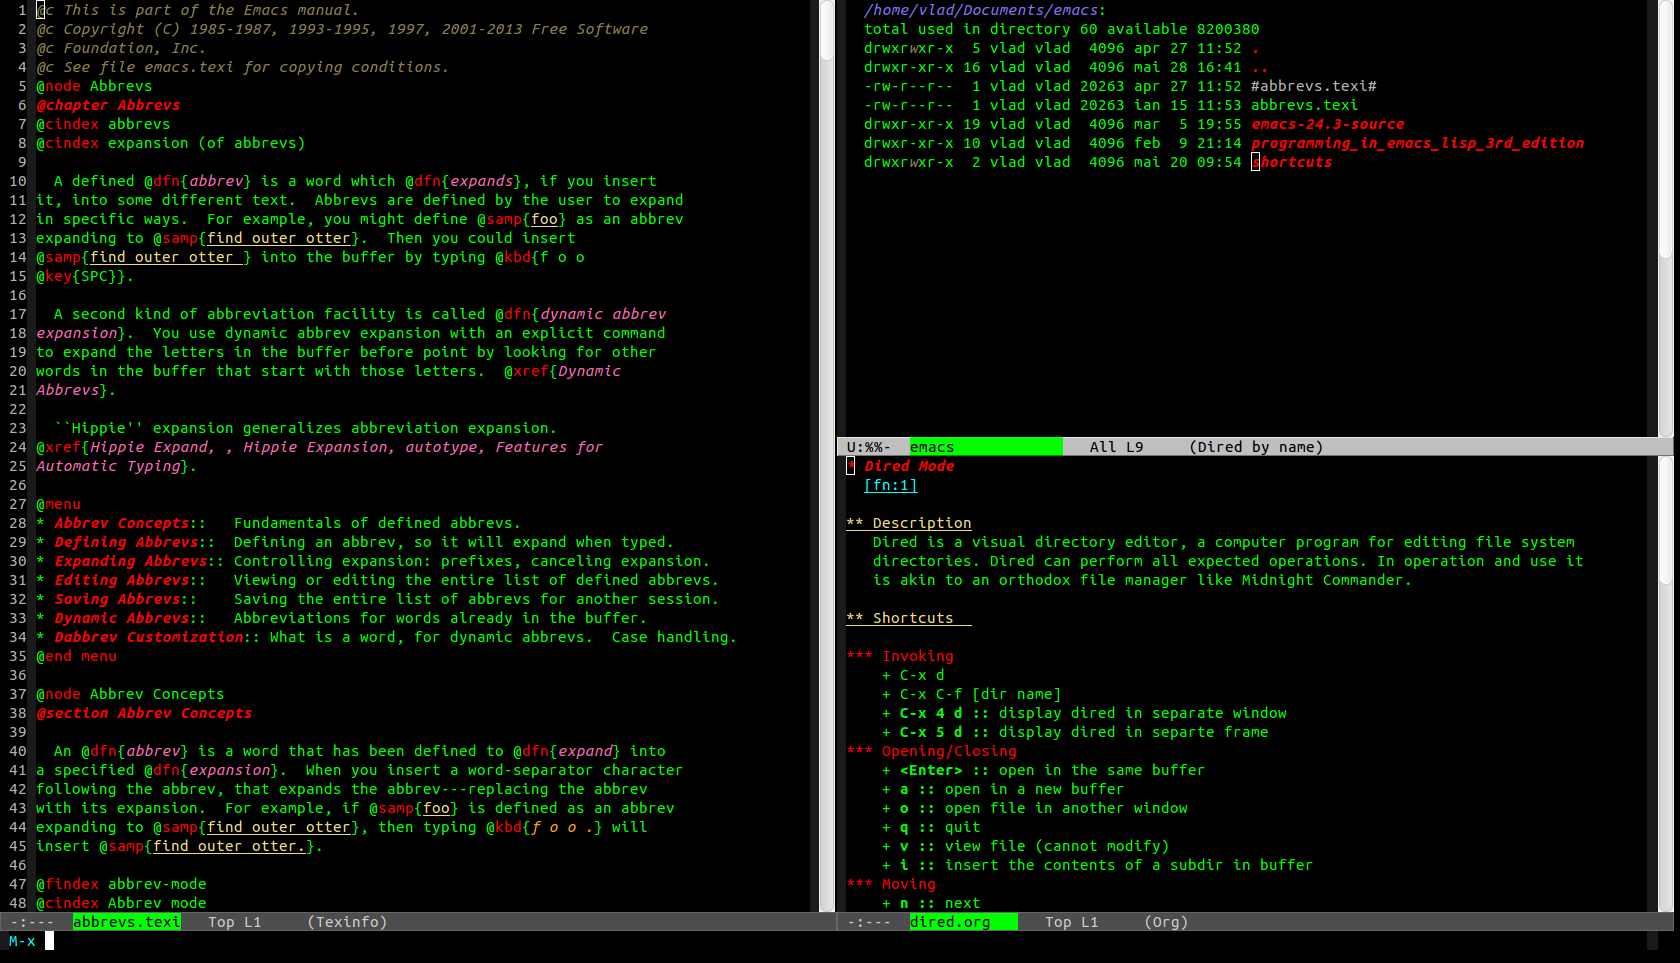 1 @c This is part of the Emacs manual.
2 @c Copyright (C) 1985-1987, 1993-1995, 1997, 2001-2013 Free Software
3 @c Foundation, Inc.
4 @c See file emacs.texi for copying conditions.
5 @node Abbrevs
6 @chapter Abbrevs
7 @cindex abbrevs
8 @cindex expansion (of abbrevs)
9
10   A defined @dfn{abbrev} is a word which @dfn{expands}, if you insert
11 it, into some different text.  Abbrevs are defined by the user to expand
12 in specific ways.  For example, you might define @samp{foo} as an abbrev
13 expanding to @samp{find outer otter}.  Then you could insert
14 @samp{find outer otter } into the buffer by typing @kbd{f o o
15 @key{SPC}}.
16
17   A second kind of abbreviation facility is called @dfn{dynamic abbrev
18 expansion}.  You use dynamic abbrev expansion with an explicit command
19 to expand the letters in the buffer before point by looking for other
20 words in the buffer that start with those letters.  @xref{Dynamic
21 Abbrevs}.
22
23   ``Hippie'' expansion generalizes abbreviation expansion.
24 @xref{Hippie Expand, , Hippie Expansion, autotype, Features for
25 Automatic Typing}.
26
27 @menu
28 * Abbrev Concepts::   Fundamentals of defined abbrevs.
29 * Defining Abbrevs::  Defining an abbrev, so it will expand when typed.
30 * Expanding Abbrevs:: Controlling expansion: prefixes, canceling expansion.
31 * Editing Abbrevs::   Viewing or editing the entire list of defined abbrevs.
32 * Saving Abbrevs::    Saving the entire list of abbrevs for another session.
33 * Dynamic Abbrevs::   Abbreviations for words already in the buffer.
34 * Dabbrev Customization:: What is a word, for dynamic abbrevs.  Case handling.
35 @end menu
36
37 @node Abbrev Concepts
38 @section Abbrev Concepts
39
40   An @dfn{abbrev} is a word that has been defined to @dfn{expand} into
41 a specified @dfn{expansion}.  When you insert a word-separator character
42 following the abbrev, that expands the abbrev---replacing the abbrev
43 with its expansion.  For example, if @samp{foo} is defined as an abbrev
44 expanding to @samp{find outer otter}, then typing @kbd{f o o .} will
45 insert @samp{find outer otter.}.
46
47 @findex abbrev-mode
48 @cindex Abbrev mode
-:---  abbrevs.texi   Top L1     (Texinfo)
M-x
/home/vlad/Documents/emacs:
total used in directory 60 available 8200380
drwxrwxr-x  5 vlad vlad  4096 apr 27 11:52 .
drwxr-xr-x 16 vlad vlad  4096 mai 28 16:41 ..
-rw-r--r--  1 vlad vlad 20263 apr 27 11:52 #abbrevs.texi#
-rw-r--r--  1 vlad vlad 20263 ian 15 11:53 abbrevs.texi
drwxr-xr-x 19 vlad vlad  4096 mar  5 19:55 emacs-24.3-source
drwxr-xr-x 10 vlad vlad  4096 feb  9 21:14 programming_in_emacs_lisp_3rd_edition
drwxrwxr-x  2 vlad vlad  4096 mai 20 09:54 shortcuts
U:%%-  emacs   All L9     (Dired by name)
* Dired Mode
[fn:1]
** Description
Dired is a visual directory editor, a computer program for editing file system
directories. Dired can perform all expected operations. In operation and use it
is akin to an orthodox file manager like Midnight Commander.
** Shortcuts
*** Invoking
+ C-x d
+ C-x C-f [dir name]
+ C-x 4 d :: display dired in separate window
+ C-x 5 d :: display dired in separte frame
*** Opening/Closing
+ <Enter> :: open in the same buffer
+ a :: open in a new buffer
+ o :: open file in another window
+ q :: quit
+ v :: view file (cannot modify)
+ i :: insert the contents of a subdir in buffer
*** Moving
+ n :: next
-:---  dired.org   Top L1     (Org)